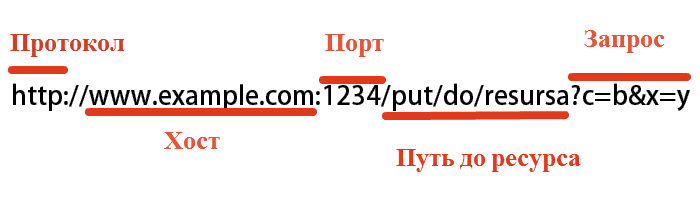 Протокол
Порт
Запрос
http://www.example.com:1234/put/do/resursa?c=b&x=y
Хост
Путь до ресурса